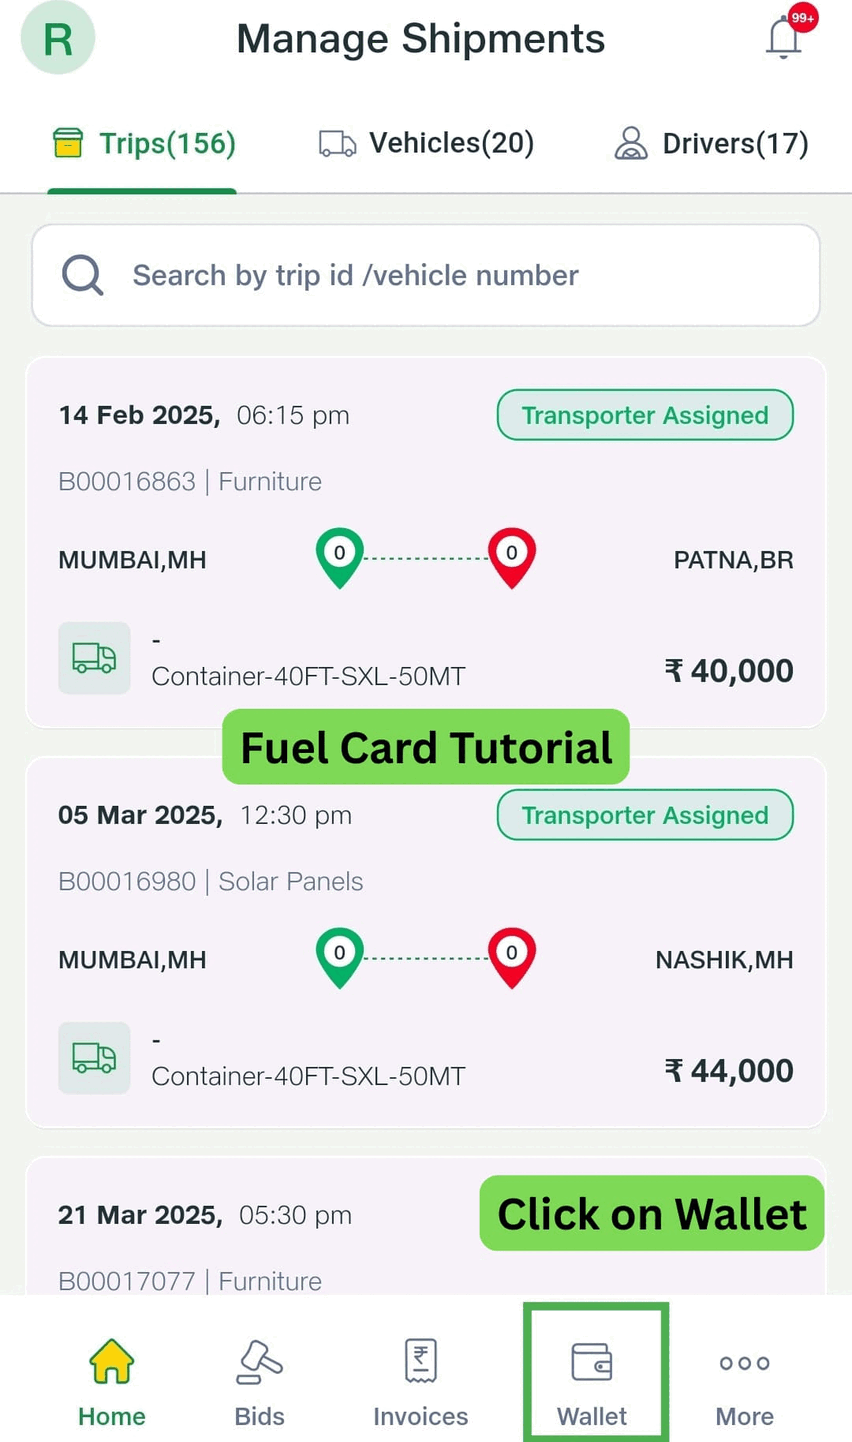 R
Manage Shipments
99+
Trips(156)
Vehicles(20)
Drivers(17)
Search by trip id /vehicle number
14 Feb 2025, 06:15 pm
Transporter Assigned
B00016863 | Furniture
MUMBAI,MH
0
0
PATNA,BR
-
Container-40FT-SXL-50MT
₹ 40,000
Fuel Card Tutorial
05 Mar 2025, 12:30 pm
Transporter Assigned
B00016980 | Solar Panels
MUMBAI,MH
0
0
NASHIK,MH
-
Container-40FT-SXL-50MT
₹ 44,000
21 Mar 2025, 05:30 pm
Click on Wallet
B00017077 | Furniture
₹
Home
Bids
Invoices
Wallet
More